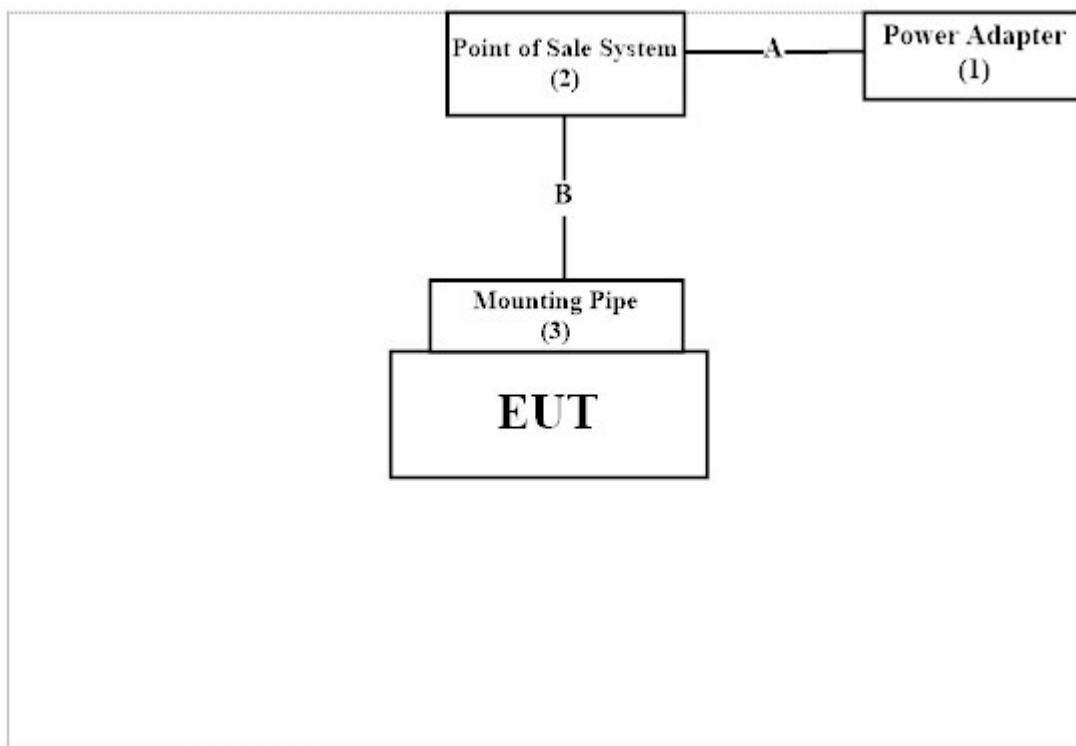 Point of Sale System
(2)
A
Power Adapter
(1)
B
Mounting Pipe
(3)
EUT